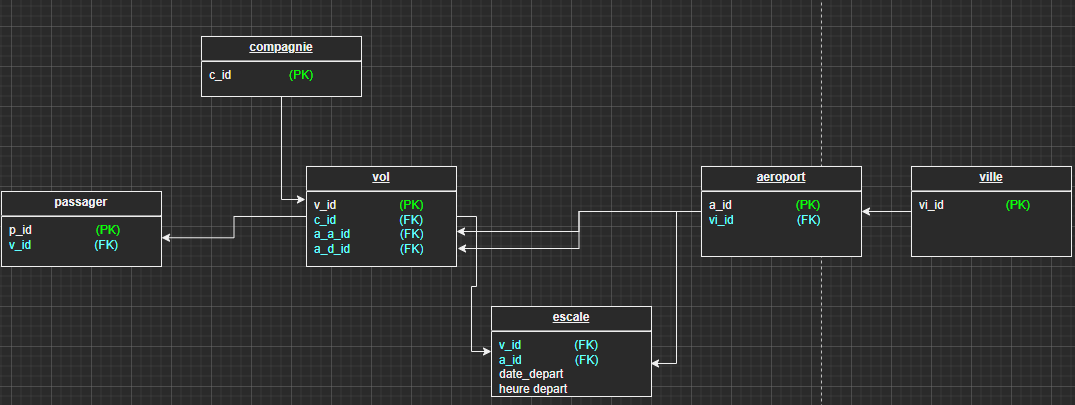 compagnie
c_id (PK)
passager
p_id (PK)
v_id (FK)
vol
v_id (PK)
c_id (FK)
a_a_id (FK)
a_d_id (FK)
aeroport
a_id (PK)
vi_id (FK)
ville
vi_id (PK)
escale
v_id (FK)
a_id (FK)
date_depart
heure depart